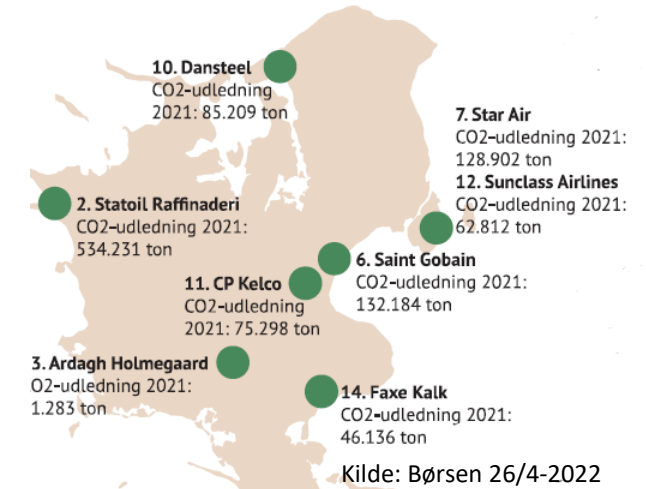 10. Dansteel
CO2-udledning
2021: 85.209 ton
7. Star Air
CO2-udledning 2021:
128.902 ton
12. Sunclass Airlines
CO2-udledning 2021:
62.812 ton
2. Statoil Raffinaderi
CO2-udledning 2021:
534.231 ton
6. Saint Gobain
CO2-udledning 2021:
132.184 ton
11. CP Kelco
CO2-udledning
2021: 75.298 ton
3. Ardagh Holmegaard
O2-udledning 2021:
1.283 ton
14. Faxe Kalk
CO2-udledning 2021:
46.136 ton
Kilde: Børsen 26/4-2022